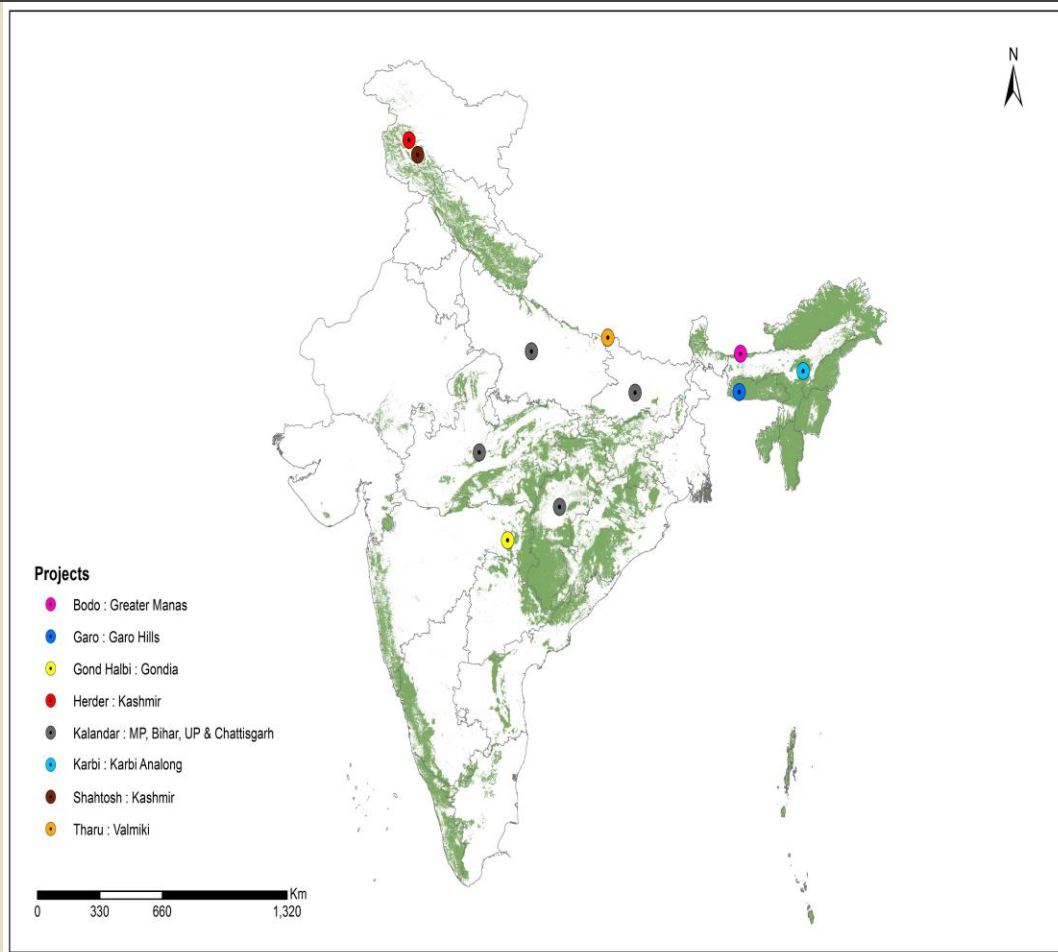 N
Projects
Bodo : Greater Manas
Garo : Garo Hills
Gond Halbi : Gondia
Herder : Kashmir
Kalandar : MP, Bihar, UP & Chattisgarh
Karbi : Karbi Analong
Shahtosh : Kashmir
Tharu : Valmiki
Km
0 330 660 1,320